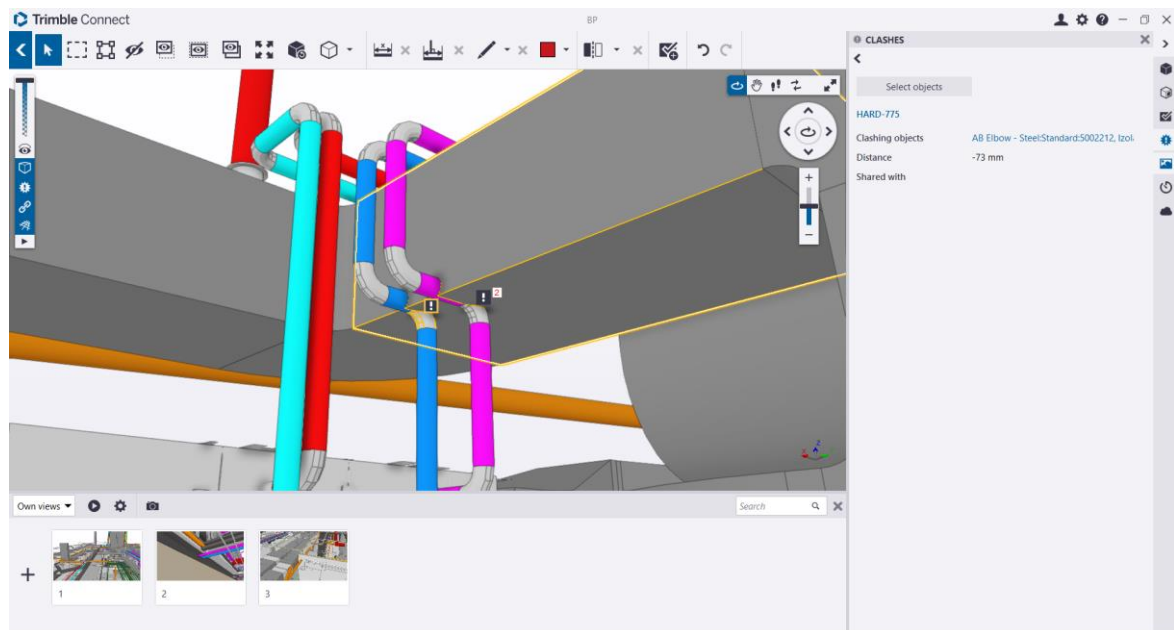 Trimble Connect
BP
CLASHES
Select objects
HARD-775
Clashing objects AB Elbow - Steel:Standard:5002212, Izol
Distance -73 mm
Shared with
2
Own views
Search
1
2
3